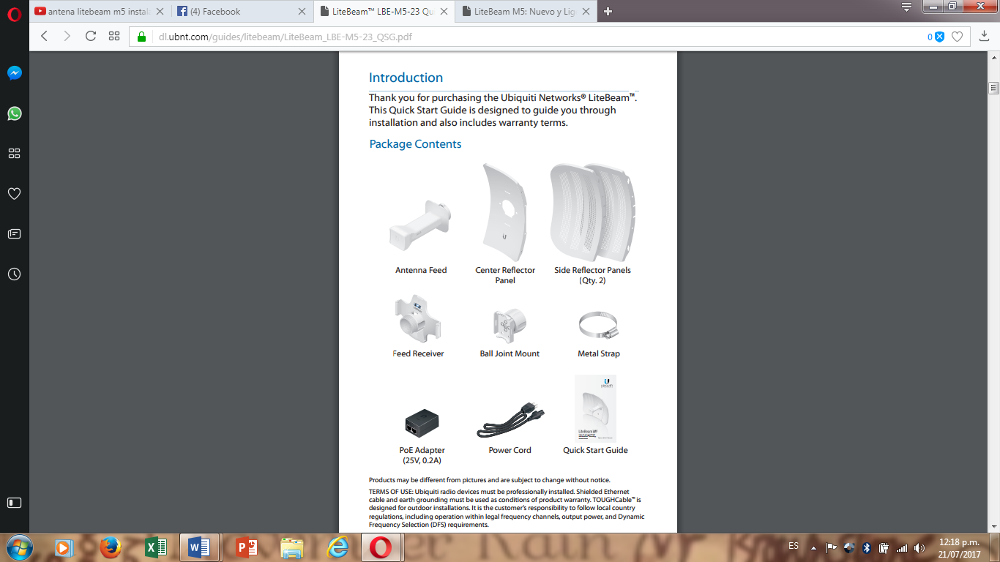 antena litebeam m5 instal
(4) Facebook
LiteBeam™ LBE-M5-23 Qu
LiteBeam M5: Nuevo y Lig
dl.ubnt.com/guides/litebeam/LiteBeam_LBE-M5-23_QSG.pdf
0
Introduction
Thank you for purchasing the Ubiquiti Networks® LiteBeam™.
This Quick Start Guide is designed to guide you through
installation and also includes warranty terms.
Package Contents
Antenna Feed
Center Reflector
Panel
Side Reflector Panels
(Qty. 2)
Feed Receiver
Ball Joint Mount
Metal Strap
PoE Adapter
(25V, 0.2A)
Power Cord
Quick Start Guide
Products may be different from pictures and are subject to change without notice.
TERMS OF USE: Ubiquiti radio devices must be professionally installed. Shielded Ethernet
cable and earth grounding must be used as conditions of product warranty. TOUGHCable™ is
designed for outdoor installations. It is the customer's responsibility to follow local country
regulations, including operation within legal frequency channels, output power, and Dynamic
Frequency Selection (DFS) requirements.
ES
12:18 p.m.
21/07/2017